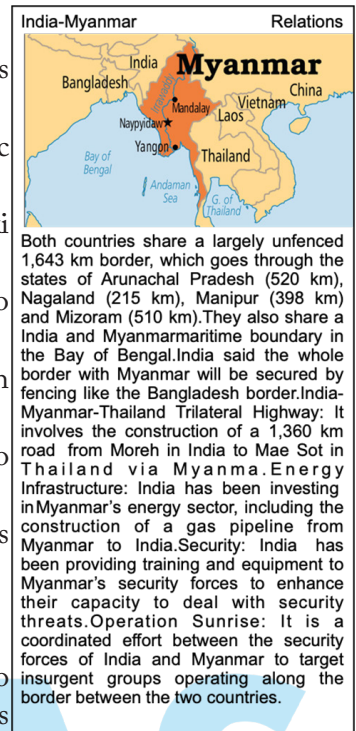 India-Myanmar Relations
Myanmar
India
China
Bangladesh
Irrawaddy
Mandalay
Vietnam
Laos
Naypyidaw
Yangon
Thailand
Bay of
Bengal
Andaman
Sea
G. of
Thailand
Both countries share a largely unfenced
1,643 km border, which goes through the
states of Arunachal Pradesh (520 km),
Nagaland (215 km), Manipur (398 km)
and Mizoram (510 km).They also share a
India and Myanmarmaritime boundary in
the Bay of Bengal.India said the whole
border with Myanmar will be secured by
fencing like the Bangladesh border.India-
Myanmar-Thailand Trilateral Highway: It
involves the construction of a 1,360 km
road from Moreh in India to Mae Sot in
Thailand via Myanma.Energy
Infrastructure: India has been investing
inMyanmar's energy sector, including the
construction of a gas pipeline from
Myanmar to India.Security: India has
been providing training and equipment to
Myanmar's security forces to enhance
their capacity to deal with security
threats.Operation Sunrise: It is a
coordinated effort between the security
forces of India and Myanmar to target
insurgent groups operating along the
border between the two countries.